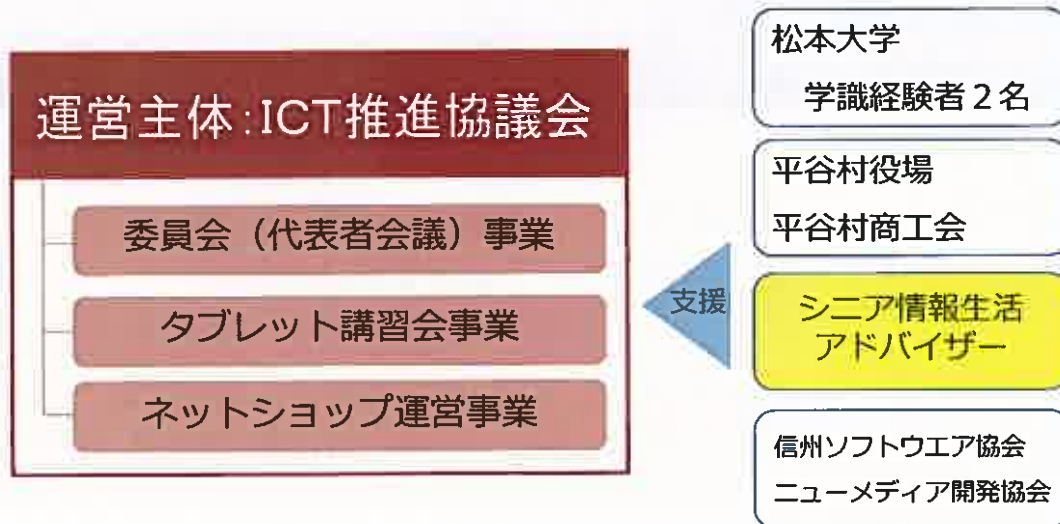 運営主体:ICT推進協議会
委員会（代表者会議）事業
タブレット講習会事業
ネットショップ運営事業
支援
松本大学
学識経験者２名
平谷村役場
平谷村商工会
シニア情報生活
アドバイザー
信州ソフトウエア協会
ニューメディア開発協会